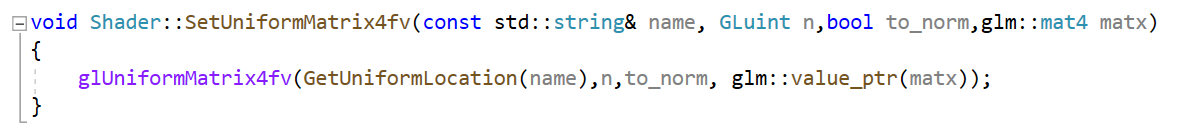 void Shader::SetUniformMatrix4fv(const std::string& name, GLuint n,bool to_norm,glm::mat4 matx)
{
    glUniformMatrix4fv(GetUniformLocation(name),n,to_norm, glm::value_ptr(matx));
}